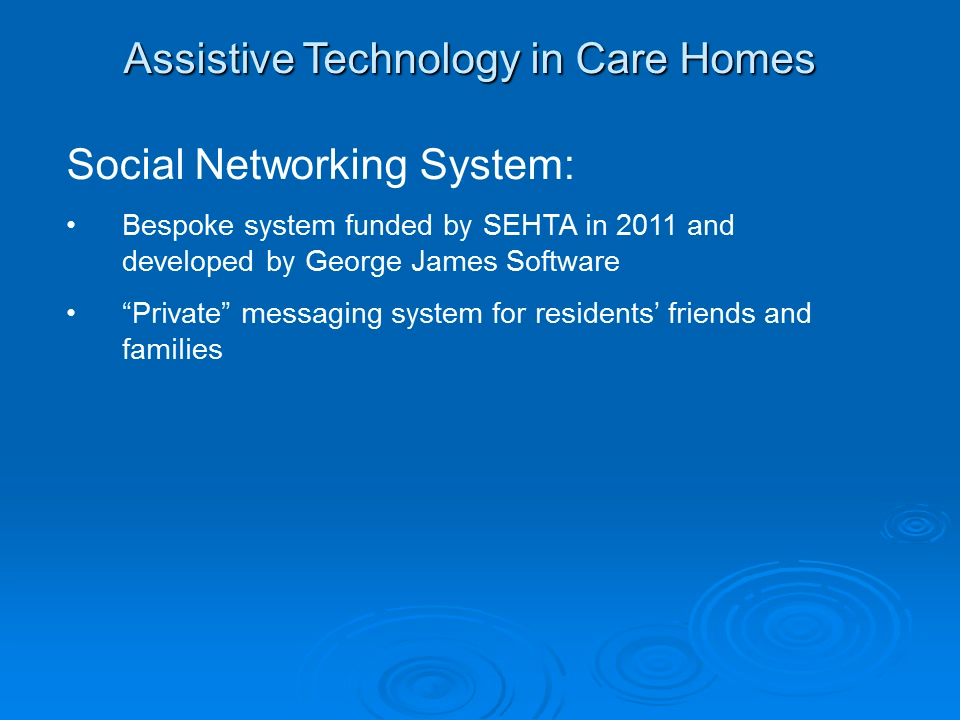 Assistive Technology in Care Homes
Social Networking System:
• Bespoke system funded by SEHTA in 2011 and
developed by George James Software
• “Private” messaging system for residents’ friends and
families